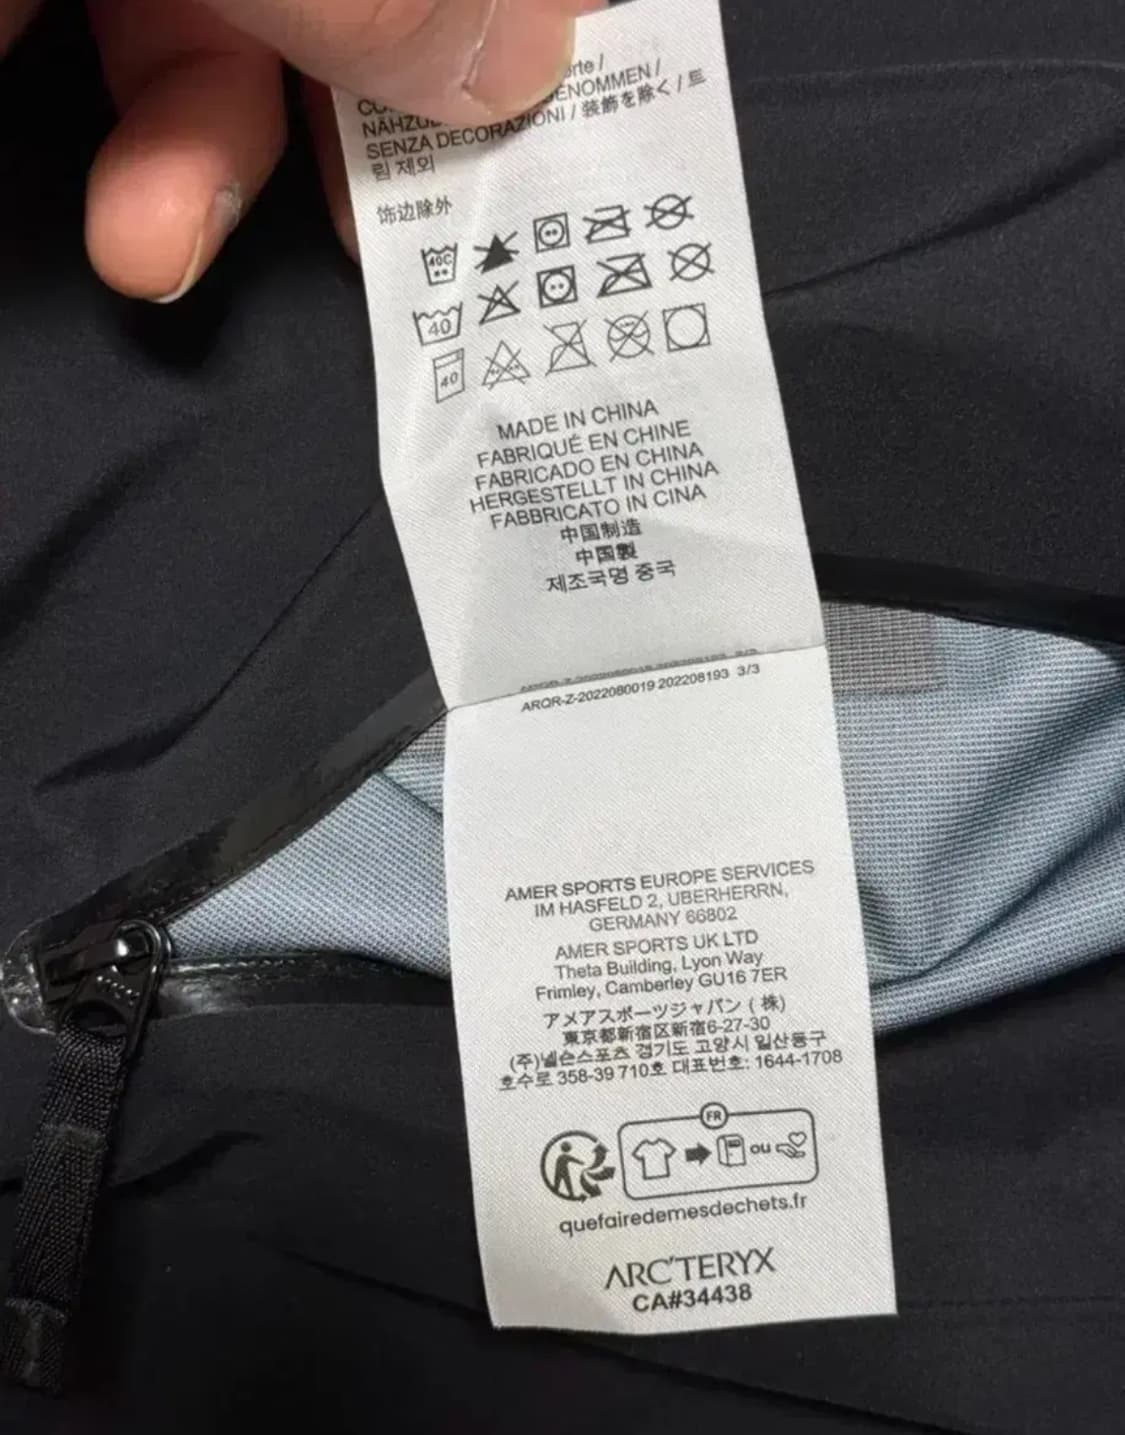 orte /
ENOMMEN /
SENZA DECORAZIONI / 装飾を除く / 트
림 제외
饰边除外
40C
40
40
MADE IN CHINA
FABRIQUÉ EN CHINE
FABRICADO EN CHINA
HERGESTELLT IN CHINA
FABBRICATO IN CINA
中国制造
中国製
제조국명 중국
ARQR-Z-2022080019 202208193 3/3
AMER SPORTS EUROPE SERVICES
IM HASFELD 2, UBERHERRN,
GERMANY 66802
AMER SPORTS UK LTD
Theta Building, Lyon Way
Frimley, Camberley GU16 7ER
アメアスポーツジャパン ( 株)
東京都新宿区新宿6-27-30
(주)넬슨스포츠 경기도 고양시 일산동구
호수로 358-39 710호 대표번호: 1644-1708
FR
ou
quefairedemesdechets.fr
ARC'TERYX
CA#34438